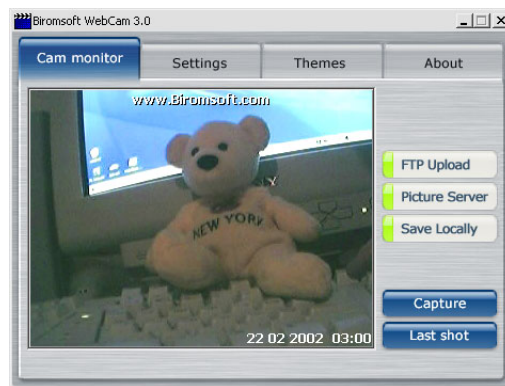 Biromsoft WebCam 3.0
Cam monitor
Settings
Themes
About
www.Biromsoft.com
NEW YORK
22 02 2002 03:00
FTP Upload
Picture Server
Save Locally
Capture
Last shot